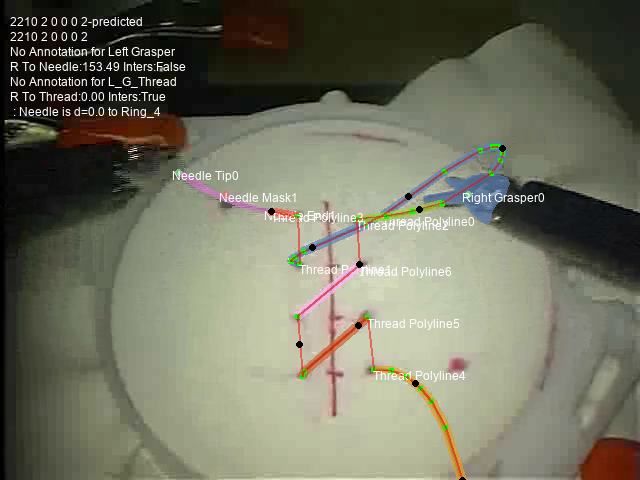 2210 2 0 0 0 2-predicted
2210 2 0 0 0 2
No Annotation for Left Grasper
R To Needle:153.49 Inters:False
No Annotation for L_G_Thread
R To Thread:0.00 Inters:True
: Needle is d=0.0 to Ring_4
Needle Tip0
Needle Mask1
Right Grasper0
Thread Polyline3
Thread Polyline0
Thread Polyline2
Thread Polyline1
Thread Polyline6
Thread Polyline5
Thread Polyline4